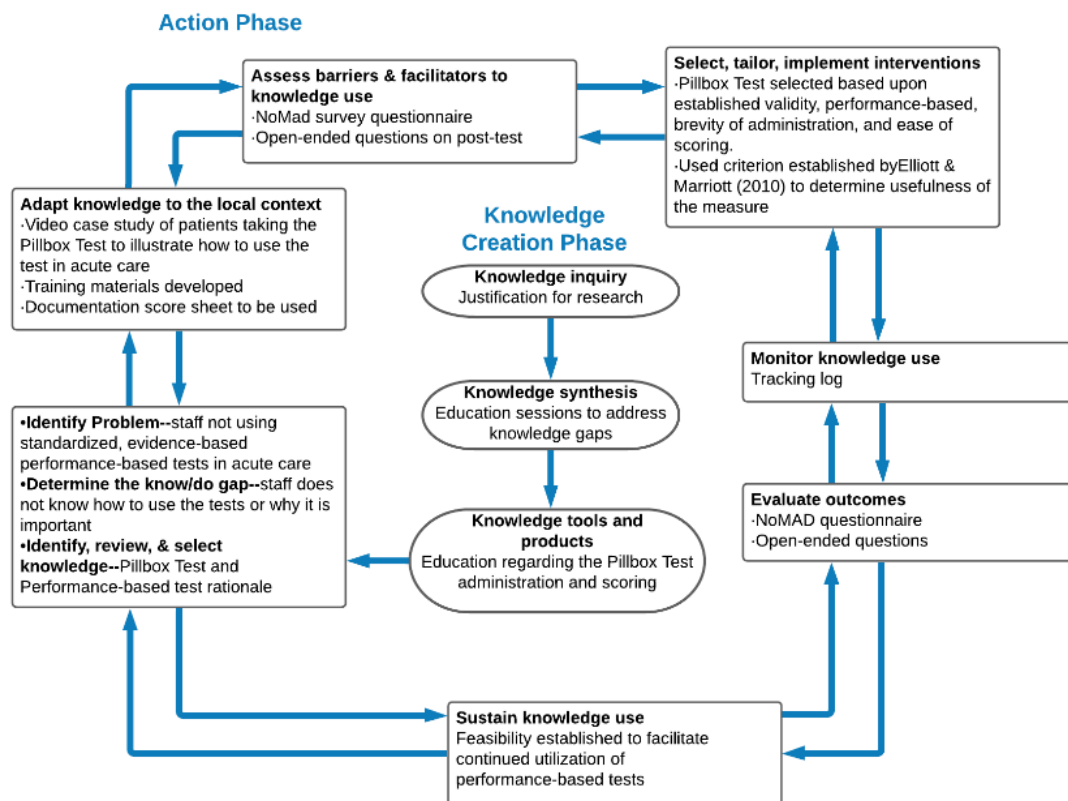 Action Phase
Assess barriers & facilitators to
knowledge use
·NoMad survey questionnaire
·Open-ended questions on post-test
Select, tailor, implement interventions
·Pillbox Test selected based upon
established validity, performance-based,
brevity of administration, and ease of
scoring.
·Used criterion established byElliott &
Marriott (2010) to determine usefulness of
the measure
Adapt knowledge to the local context
·Video case study of patients taking the
Pillbox Test to illustrate how to use the
test in acute care
·Training materials developed
·Documentation score sheet to be used
Knowledge
Creation Phase
Knowledge inquiry
Justification for research
Knowledge synthesis
Education sessions to address
knowledge gaps
Knowledge tools and
products
Education regarding the Pillbox Test
administration and scoring
Monitor knowledge use
Tracking log
•Identify Problem--staff not using
standardized, evidence-based
performance-based tests in acute care
•Determine the know/do gap--staff does
not know how to use the tests or why it is
important
•Identify, review, & select
knowledge--Pillbox Test and
Performance-based test rationale
Evaluate outcomes
·NoMAD questionnaire
·Open-ended questions
Sustain knowledge use
Feasibility established to facilitate
continued utilization of
performance-based tests